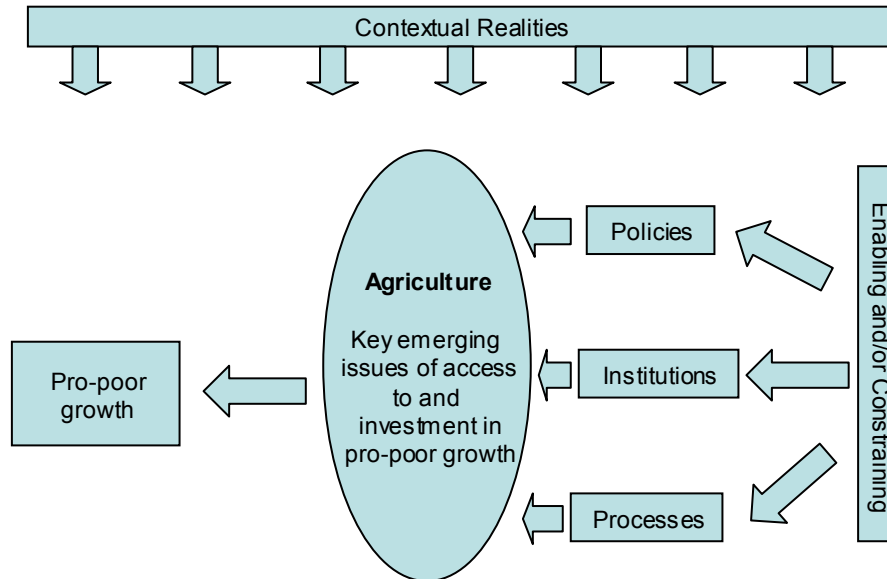 Contextual Realities
Policies
Agriculture
Key emerging
issues of access
to and
investment in
pro-poor growth
Pro-poor
growth
Institutions
Processes
Enabling and/or Constraining